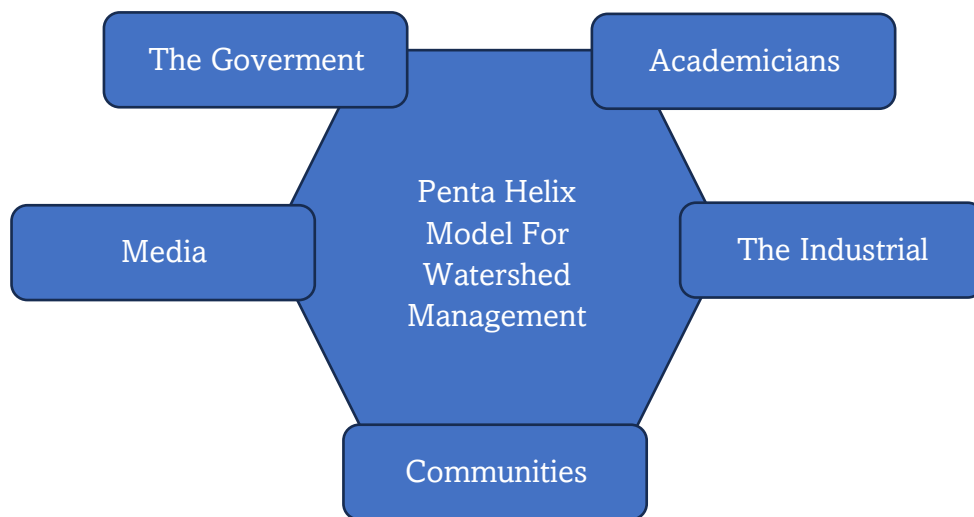 The Goverment
Academicians
Penta Helix
Model For
Watershed
Management
Media
The Industrial
Communities